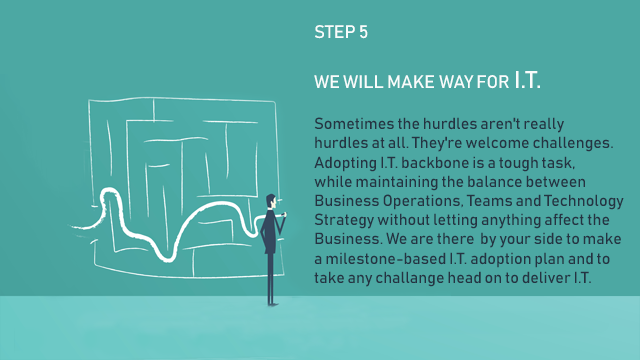 STEP 5
WE WILL MAKE WAY FOR I.T.
Sometimes the hurdles aren't really
hurdles at all. They're welcome challenges.
Adopting I.T. backbone is a tough task,
while maintaining the balance between
Business Operations, Teams and Technology
Strategy without letting anything affect the
Business. We are there by your side to make
a milestone-based I.T. adoption plan and to
take any challange head on to deliver I.T.